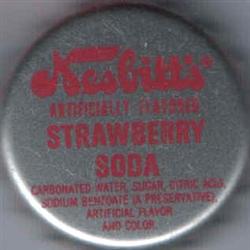 Nesbitt's®
ARTIFICIALLY FLAVORED
STRAWBERRY
SODA
CARBONATED WATER, SUGAR, CITRIC ACID,
SODIUM BENZOATE (A PRESERVATIVE),
ARTIFICIAL FLAVOR
AND COLOR.